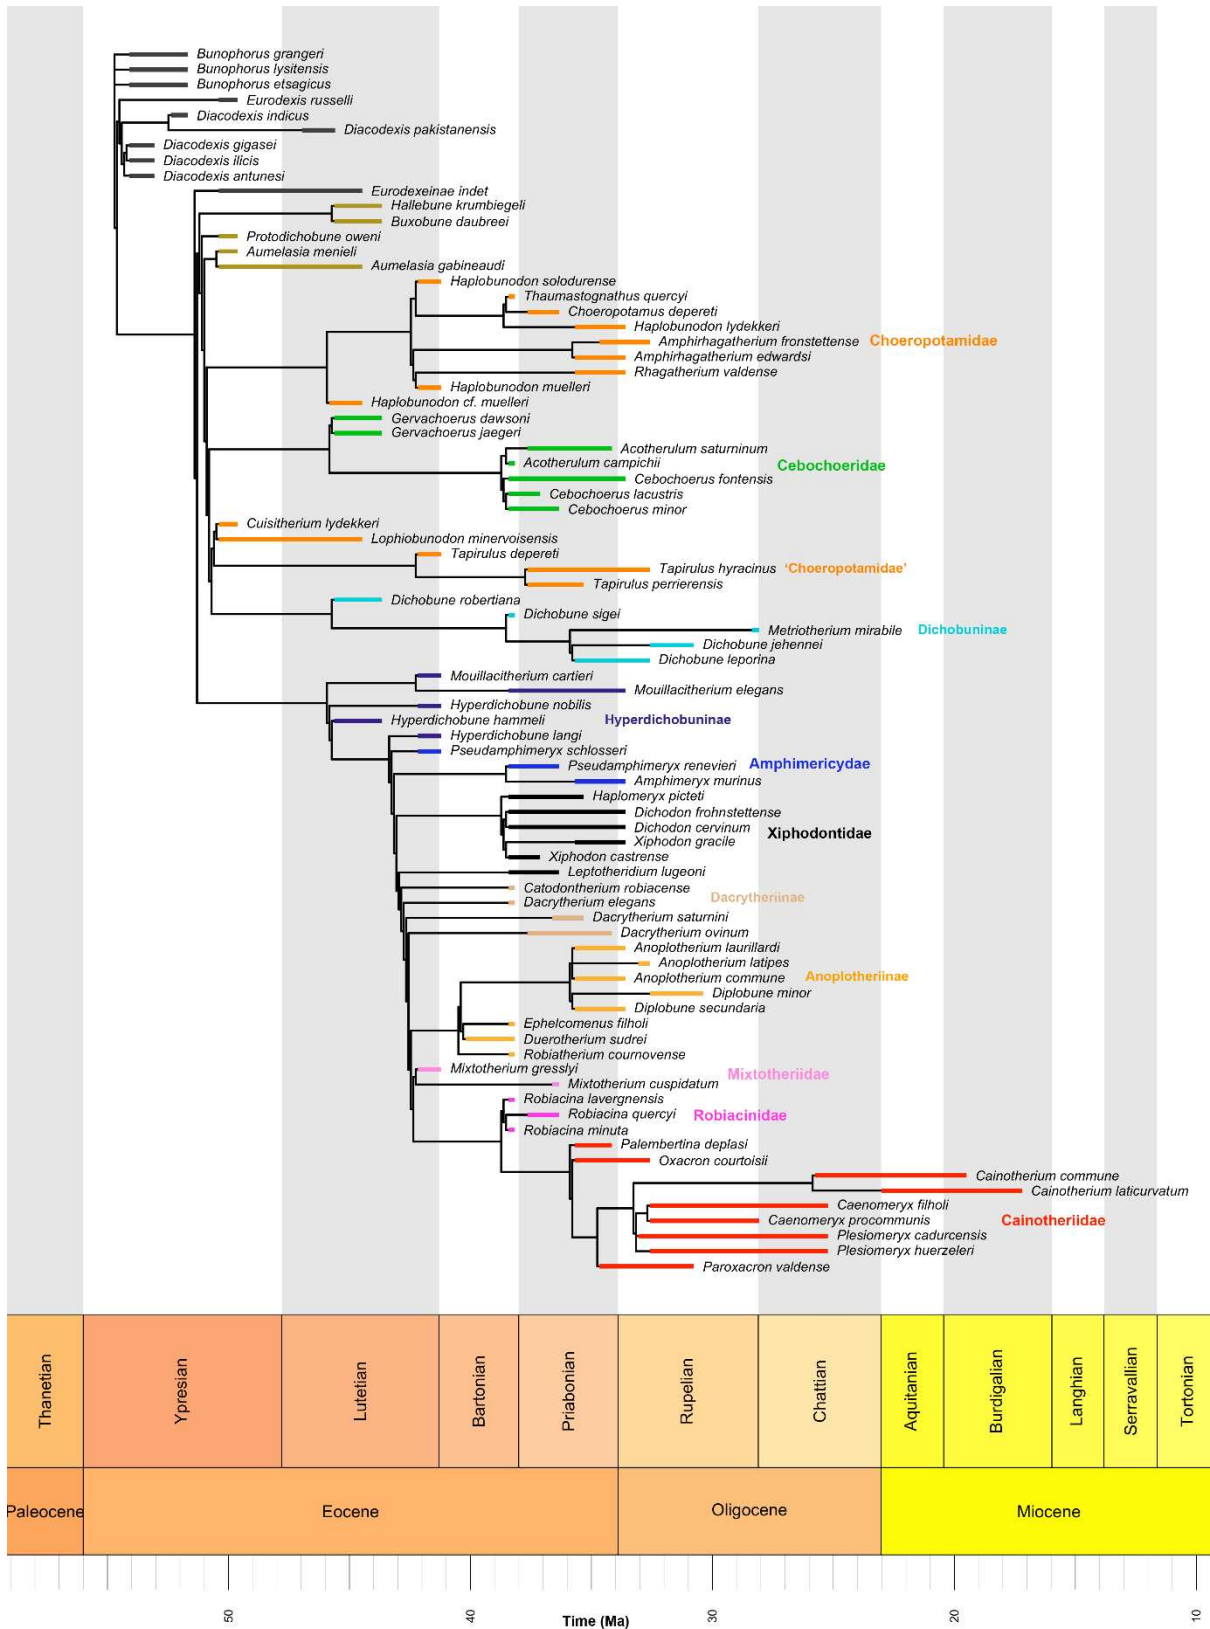 Bunophorus grangeri
Bunophorus lysitensis
Bunophorus etsagicus
Eurodexis russelli
Diacodexis indicus
Diacodexis pakistanensis
Diacodexis gigasei
Diacodexis ilicis
Diacodexis antunesi
Eurodexeinae indet
Hallebune krumbiegeli
Buxobune daubreei
Protodichobune oweni
Aumelasia menieli
Aumelasia gabineaudi
Haplobunodon solodurense
Thaumastognathus quercyi
Choeropotamus depereti
Haplobunodon lydekkeri
Amphirhagatherium fronstettense Choeropotamidae
Amphirhagatherium edwardsi
Rhagatherium valdense
Haplobunodon muelleri
Haplobunodon cf. muelleri
Gervachoerus dawsoni
Gervachoerus jaegeri
Acotherulum saturninum
Acotherulum campichii Cebochoeridae
Cebochoerus fontensis
Cebochoerus lacustris
Cebochoerus minor
Cuisitherium lydekkeri
Lophiobunodon minervoisensis
Tapirulus depereti
Tapirulus hyracinus ‘Choeropotamidae’
Tapirulus perrierensis
Dichobune robertiana
Dichobune sigei
Metriotherium mirabile Dichobuninae
Dichobune jehennei
Dichobune leporina
Mouillacitherium cartieri
Mouillacitherium elegans
Hyperdichobune nobilis
Hyperdichobune hammeli Hyperdichobuninae
Hyperdichobune langi
Pseudamphimeryx schlosseri
Pseudamphimeryx renevieri Amphimericydae
Amphimeryx murinus
Haplomeryx picteti
Dichodon frohnstettense
Dichodon cervinum Xiphodontidae
Xiphodon gracile
Xiphodon castrense
Leptotheridium lugeoni
Catodontherium robiacense Dacrytheriinae
Dacrytherium elegans
Dacrytherium saturnini
Dacrytherium ovinum
Anoplotherium laurillardi
Anoplotherium latipes
Anoplotherium commune Anoplotheriinae
Diplobune minor
Diplobune secundaria
Ephelcomenus filholi
Duerotherium sudrei
Robiatherium cournovense
Mixtotherium gresslyi Mixtotheriidae
Mixtotherium cuspidatum
Robiacina lavergnensis
Robiacina quercyi Robiacinidae
Robiacina minuta
Palembertina deplasi
Oxacron courtoisii
Cainotherium commune
Cainotherium laticurvatum
Caenomeryx filholi
Caenomeryx procommunis Cainotheriidae
Plesiomeryx cadurcensis
Plesiomeryx huerzeleri
Paroxacron valdense
Thanetian Ypresian Lutetian Bartonian Priabonian Rupelian Chattian Aquitanian Burdigalian Langhian Serravallian Tortonian
Paleocene Eocene Oligocene Miocene
50 40 30 20 10
Time (Ma)